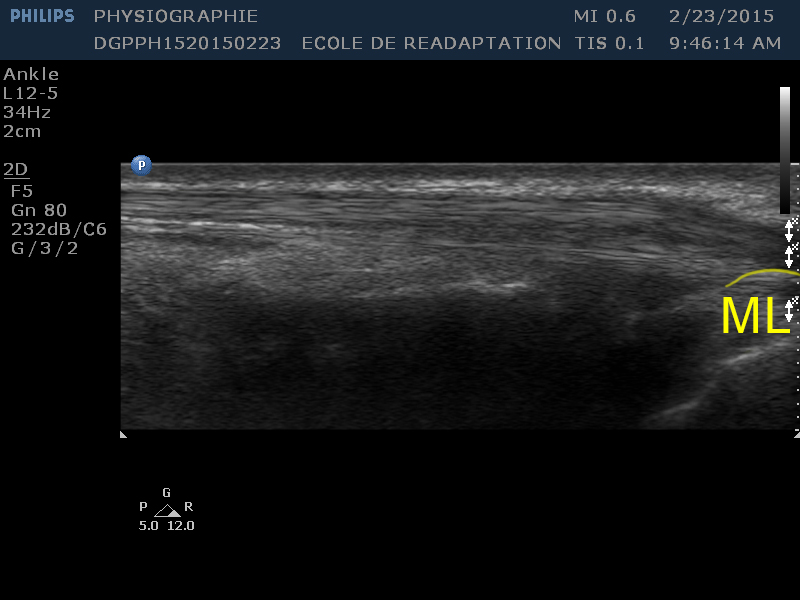 PHILIPS PHYSIOGRAPHIE MI 0.6 2/23/2015
DGPPH1520150223 ECOLE DE READAPTATION TIS 0.1 9:46:14 AM
Ankle
L12-5
34Hz
2cm
2D
F5
Gn 80
232dB/C6
G/3/2
P
ML
G
P R
5.0 12.0